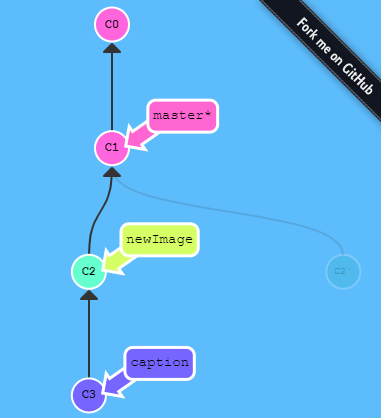 C0
Fork me on GitHub
master*
C1
newImage
C2
C2'
caption
C3